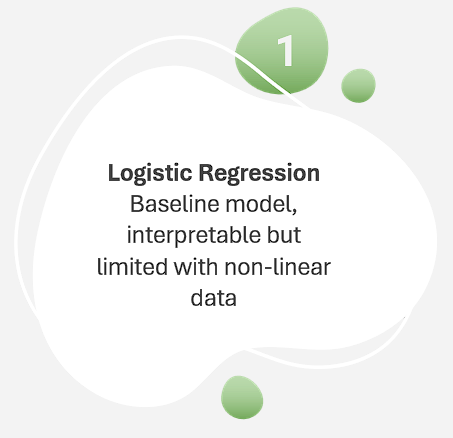 1
Logistic Regression
Baseline model,
interpretable but
limited with non-linear
data